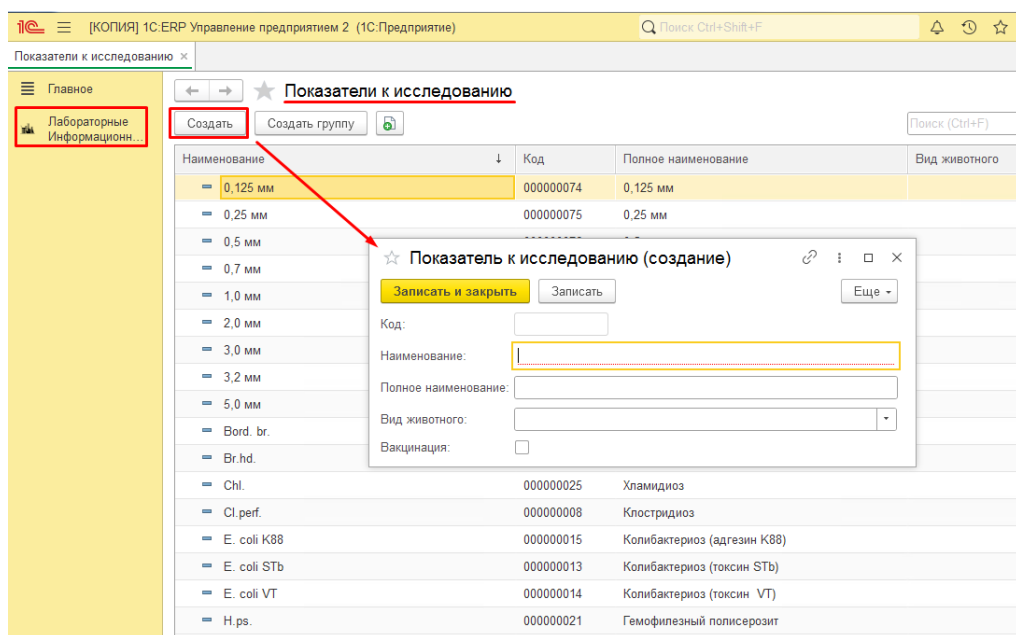 1С [КОПИЯ] 1C:ERP Управление предприятием 2 (1С:Предприятие) Поиск Ctrl+Shift+F
Показатели к исследованию ×
Главное
Лабораторные
Информационн...
Показатели к исследованию
Создать Создать группу Поиск (Ctrl+F)
Наименование ↓ Код Полное наименование Вид животного
0,125 мм 000000074 0,125 мм
0,25 мм 000000075 0,25 мм
0,5 мм
0,7 мм
1,0 мм
2,0 мм
3,0 мм
3,2 мм
5,0 мм
Bord. br.
Br.hd.
Показатель к исследованию (создание)
Записать и закрыть Записать Еще
Код:
Наименование:
Полное наименование:
Вид животного:
Вакцинация:
Chl. 000000025 Хламидиоз
Cl.perf. 000000008 Клостридиоз
E. coli K88 000000015 Колибактериоз (адгезин K88)
E. coli STb 000000013 Колибактериоз (токсин STb)
E. coli VT 000000014 Колибактериоз (токсин VT)
H.ps. 000000021 Гемофилезный полисерозит